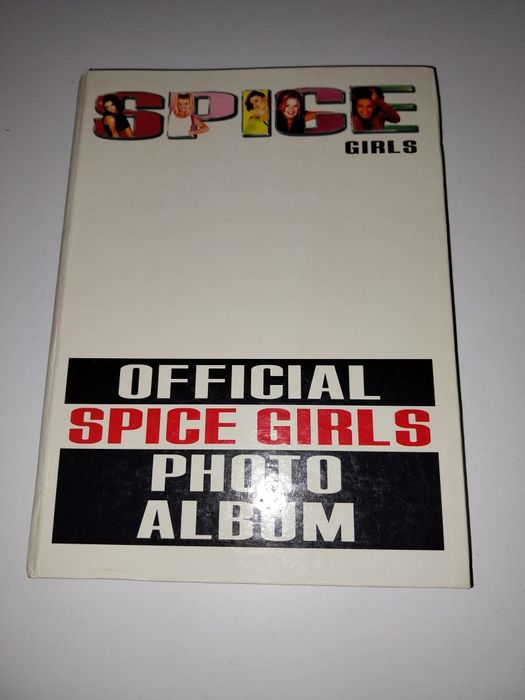 SPICE
GIRLS
OFFICIAL
SPICE GIRLS
PHOTO
ALBUM